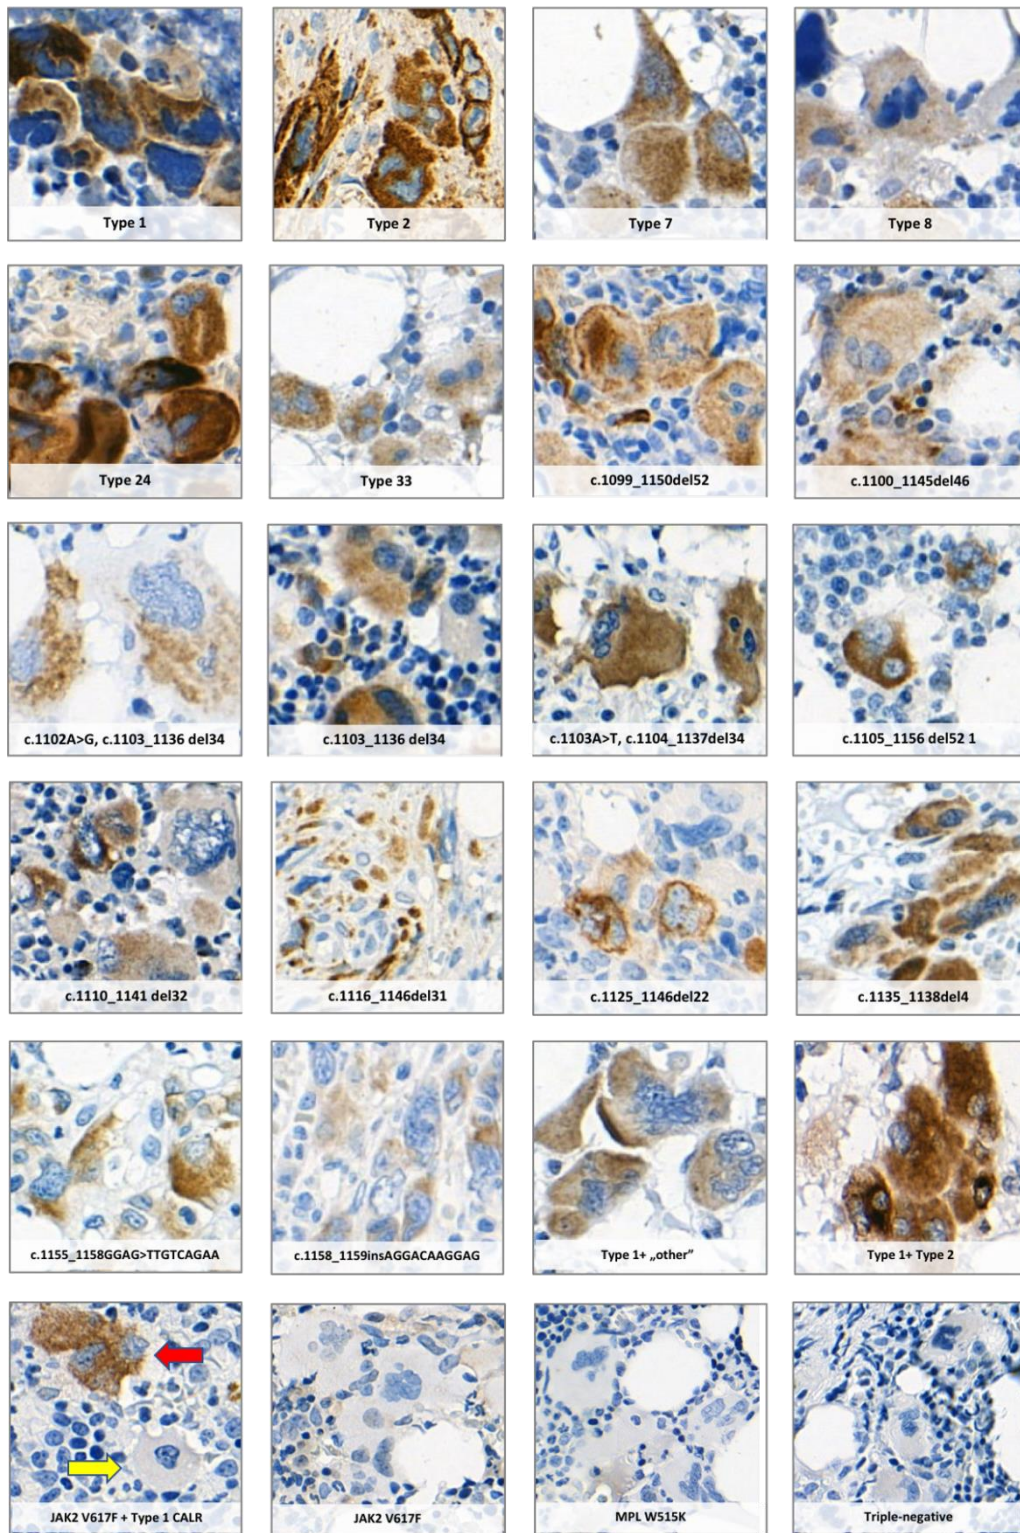 Type 1
Type 2
Type 7
Type 8
Type 24
Type 33
c.1099_1150del52
c.1100_1145del46
c.1102A>G, c.1103_1136 del34
c.1103_1136 del34
c.1103A>T, c.1104_1137del34
c.1105_1156 del52 1
c.1110_1141 del32
c.1116_1146del31
c.1125_1146del22
c.1135_1138del4
c.1155_1158GGAG>TTGTCAGAA
c.1158_1159insAGGACAAGGAG
Type 1+ „other”
Type 1+ Type 2
JAK2 V617F + Type 1 CALR
JAK2 V617F
MPL W515K
Triple-negative